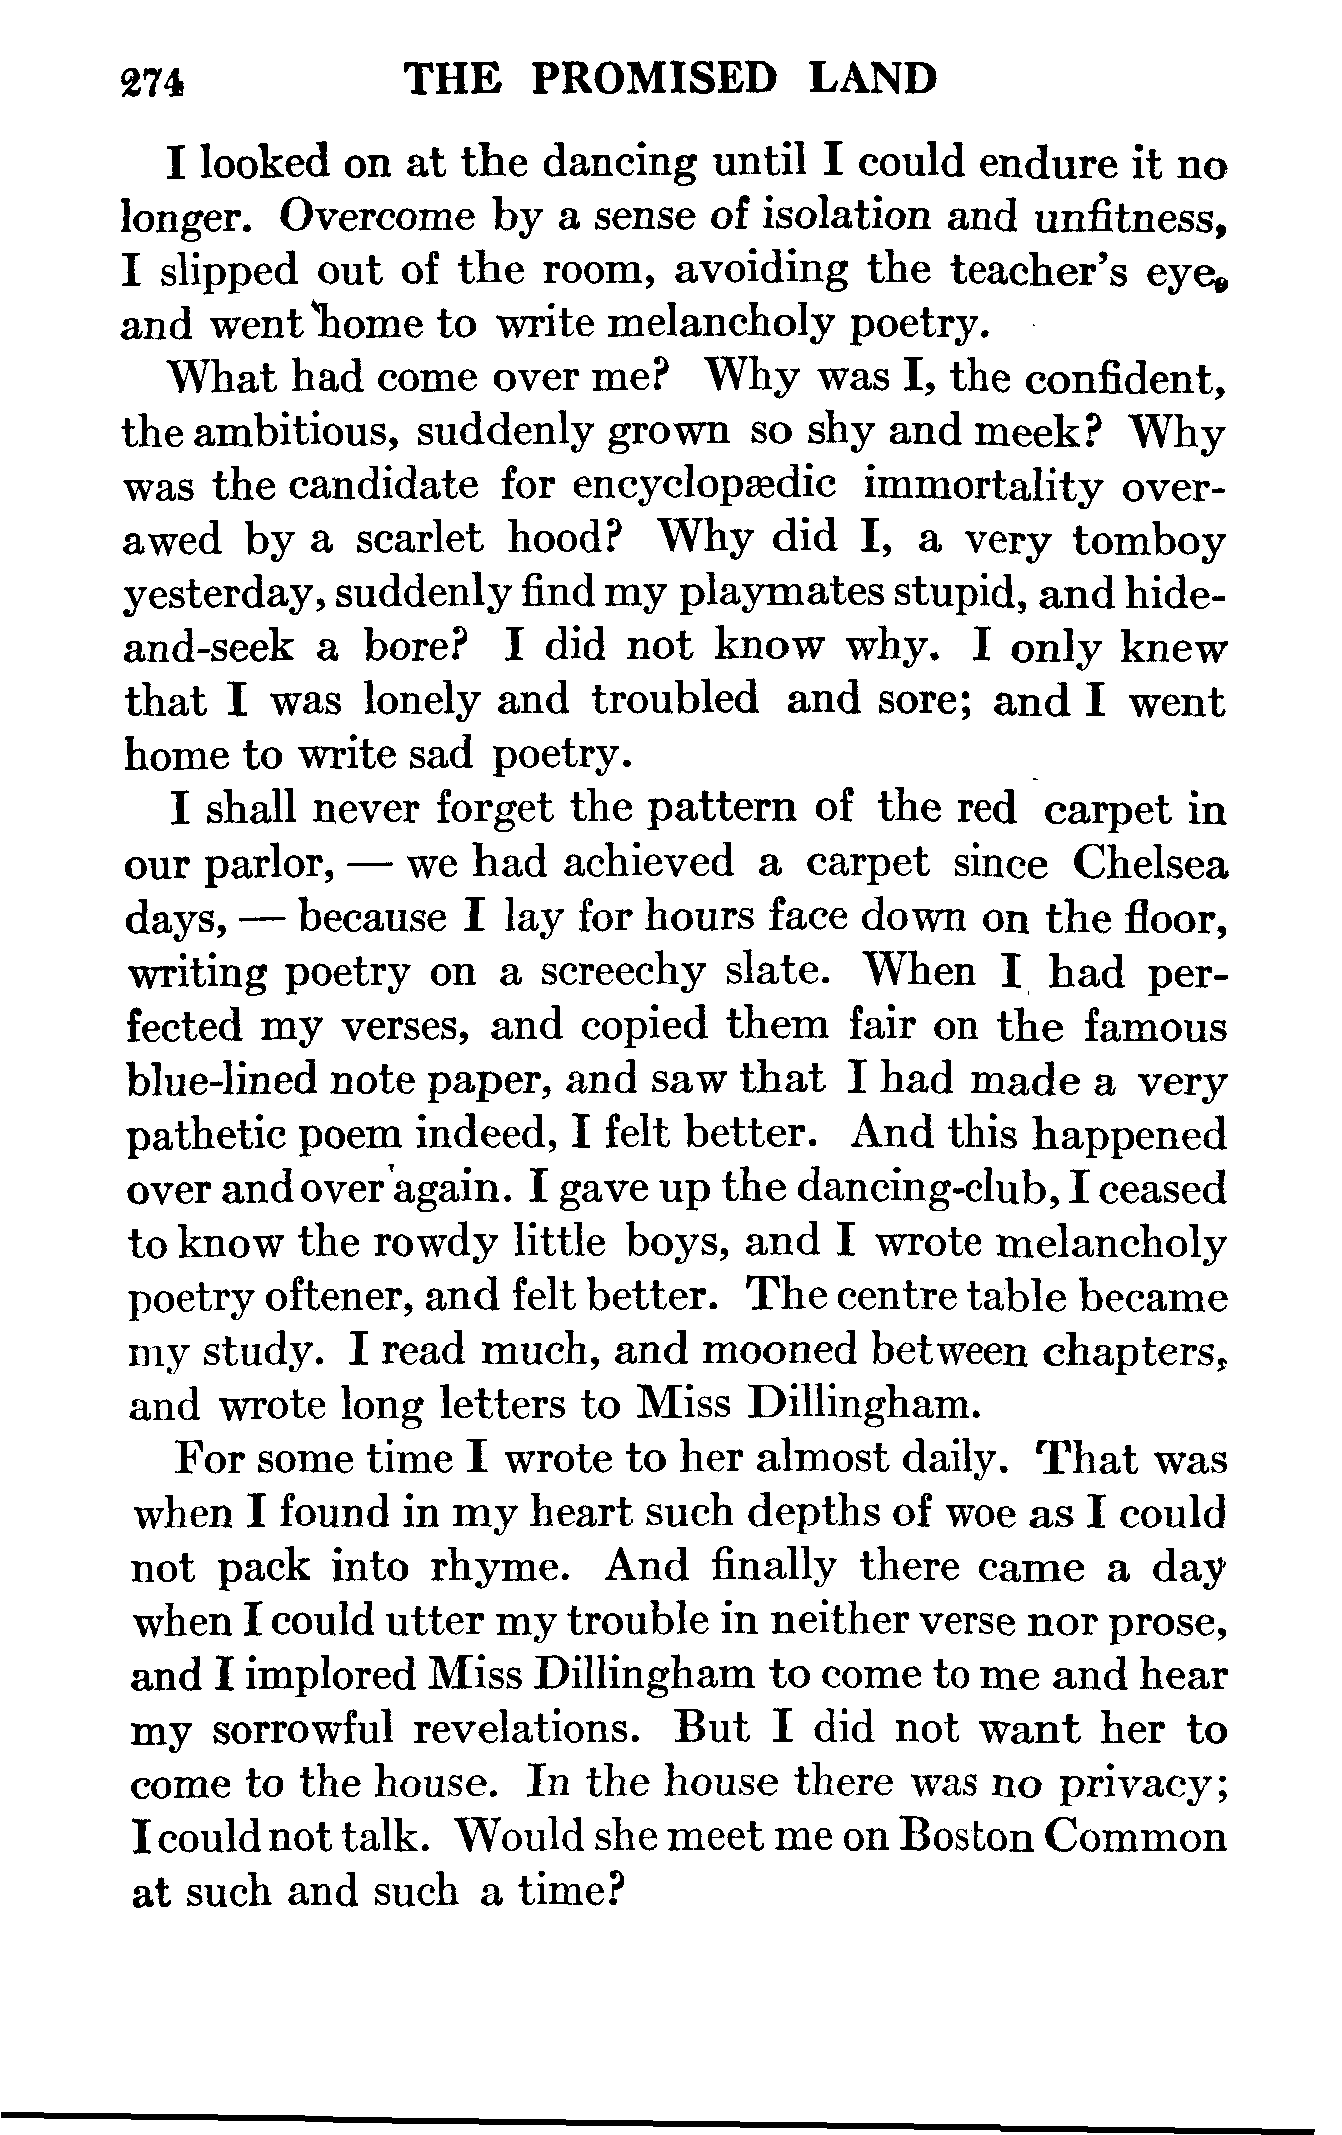 274 THE PROMISED LAND
I looked on at the dancing until I could endure it no
longer. Overcome by a sense of isolation and unfitness,
I slipped out of the room, avoiding the teacher's eye,
and went home to write melancholy poetry.
What had come over me? Why was I, the confident,
the ambitious, suddenly grown so shy and meek? Why
was the candidate for encyclopædic immortality over-
awed by a scarlet hood? Why did I, a very tomboy
yesterday, suddenly find my playmates stupid, and hide-
and-seek a bore? I did not know why. I only knew
that I was lonely and troubled and sore; and I went
home to write sad poetry.
I shall never forget the pattern of the red carpet in
our parlor, — we had achieved a carpet since Chelsea
days, — because I lay for hours face down on the floor,
writing poetry on a screechy slate. When I had per-
fected my verses, and copied them fair on the famous
blue-lined note paper, and saw that I had made a very
pathetic poem indeed, I felt better. And this happened
over and over again. I gave up the dancing-club, I ceased
to know the rowdy little boys, and I wrote melancholy
poetry oftener, and felt better. The centre table became
my study. I read much, and mooned between chapters,
and wrote long letters to Miss Dillingham.
For some time I wrote to her almost daily. That was
when I found in my heart such depths of woe as I could
not pack into rhyme. And finally there came a day
when I could utter my trouble in neither verse nor prose,
and I implored Miss Dillingham to come to me and hear
my sorrowful revelations. But I did not want her to
come to the house. In the house there was no privacy;
I could not talk. Would she meet me on Boston Common
at such and such a time?